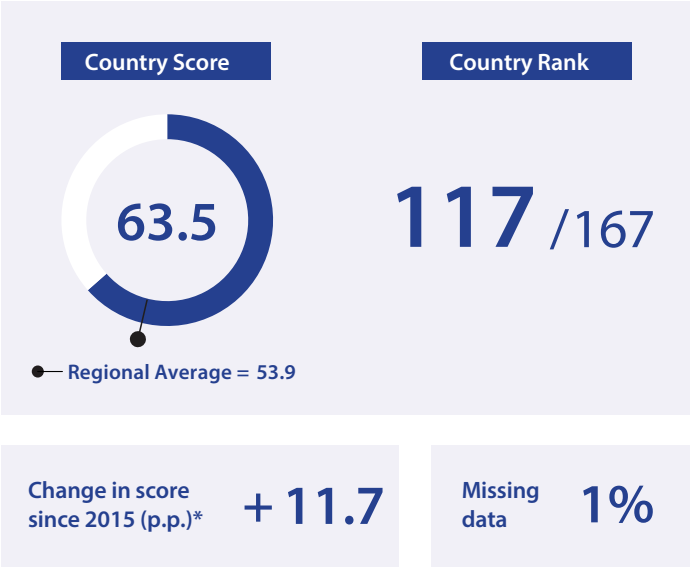 Country Score
Country Rank
63.5
117 /167
Regional Average = 53.9
Change in score
since 2015 (p.p.)*
+ 11.7
Missing
data
1%